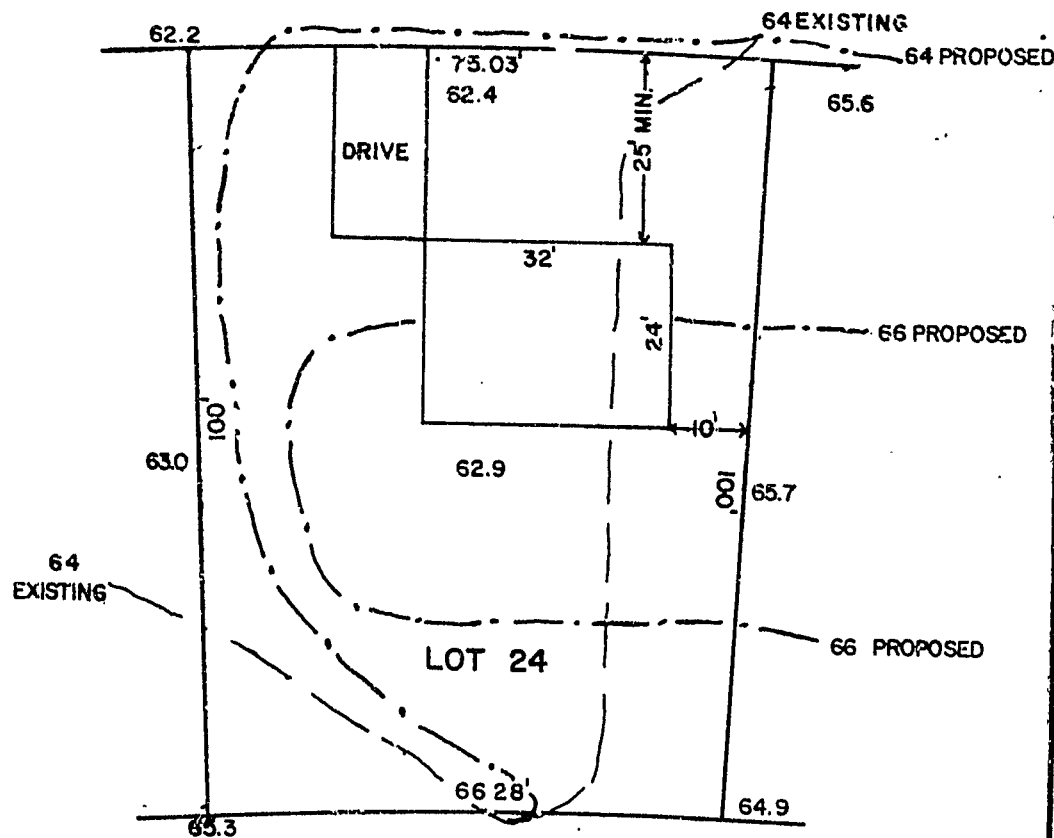 64 EXISTING
62.2
64 PROPOSED
75.03'
62.4
65.6
25' MIN.
DRIVE
32'
24'
66 PROPOSED
100'
10'
63.0
62.9
100'
65.7
64
EXISTING
LOT 24
66 PROPOSED
66 28'
64.9
65.3